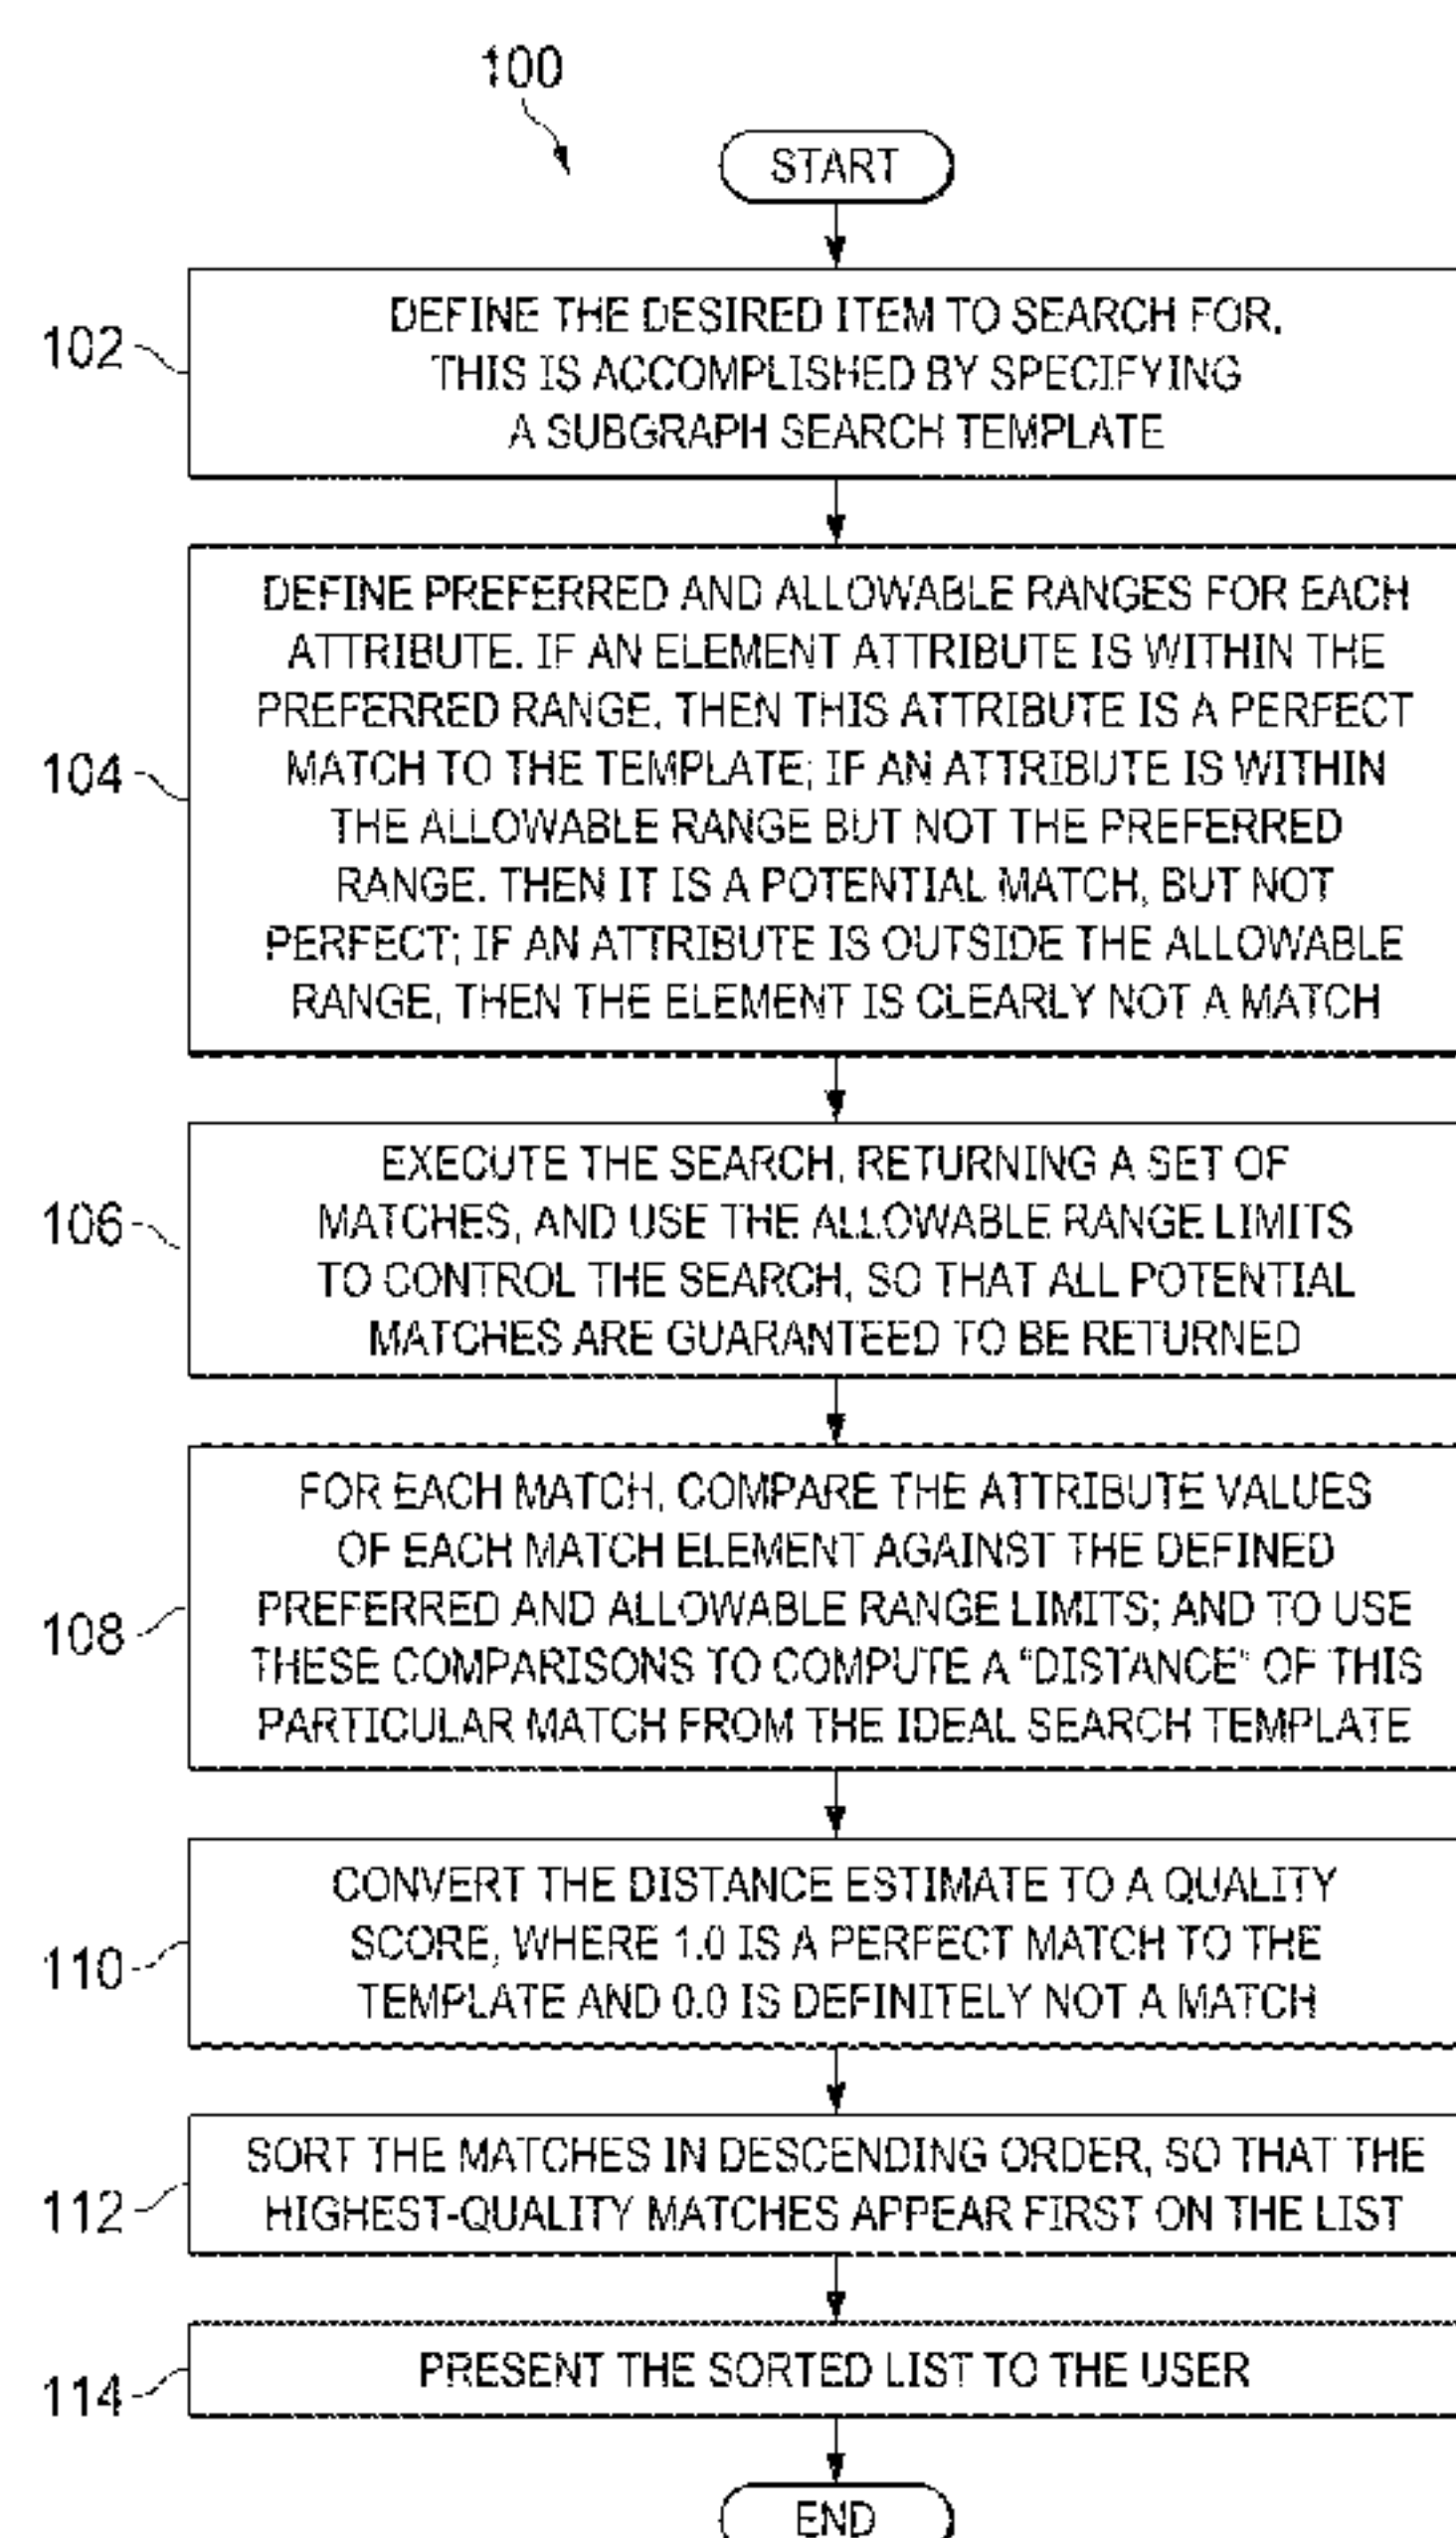 100
START
102
DEFINE THE DESIRED ITEM TO SEARCH FOR.
THIS IS ACCOMPLISHED BY SPECIFYING
A SUBGRAPH SEARCH TEMPLATE
104
DEFINE PREFERRED AND ALLOWABLE RANGES FOR EACH
ATTRIBUTE. IF AN ELEMENT ATTRIBUTE IS WITHIN THE
PREFERRED RANGE, THEN THIS ATTRIBUTE IS A PERFECT
MATCH TO THE TEMPLATE; IF AN ATTRIBUTE IS WITHIN
THE ALLOWABLE RANGE BUT NOT THE PREFERRED
RANGE. THEN IT IS A POTENTIAL MATCH, BUT NOT
PERFECT; IF AN ATTRIBUTE IS OUTSIDE THE ALLOWABLE
RANGE, THEN THE ELEMENT IS CLEARLY NOT A MATCH
106
EXECUTE THE SEARCH, RETURNING A SET OF
MATCHES, AND USE THE ALLOWABLE RANGE LIMITS
TO CONTROL THE SEARCH, SO THAT ALL POTENTIAL
MATCHES ARE GUARANTEED TO BE RETURNED
108
FOR EACH MATCH, COMPARE THE ATTRIBUTE VALUES
OF EACH MATCH ELEMENT AGAINST THE DEFINED
PREFERRED AND ALLOWABLE RANGE LIMITS; AND TO USE
THESE COMPARISONS TO COMPUTE A "DISTANCE" OF THIS
PARTICULAR MATCH FROM THE IDEAL SEARCH TEMPLATE
110
CONVERT THE DISTANCE ESTIMATE TO A QUALITY
SCORE, WHERE 1.0 IS A PERFECT MATCH TO THE
TEMPLATE AND 0.0 IS DEFINITELY NOT A MATCH
112
SORT THE MATCHES IN DESCENDING ORDER, SO THAT THE
HIGHEST-QUALITY MATCHES APPEAR FIRST ON THE LIST
114
PRESENT THE SORTED LIST TO THE USER
END